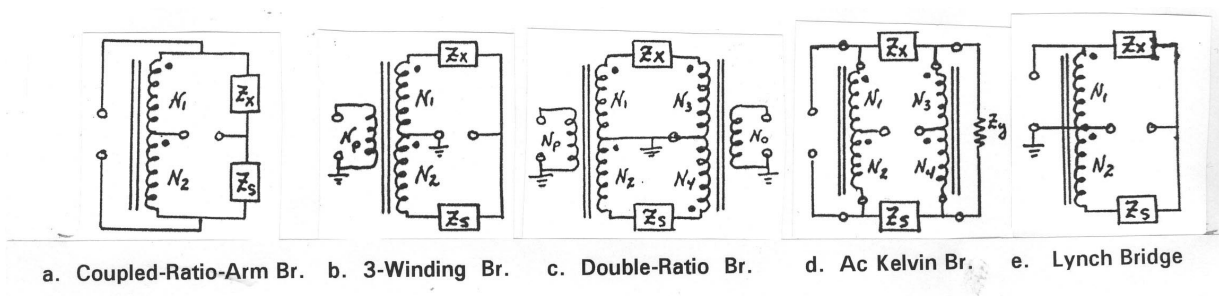 Zx
N1
N2
Zs
a. Coupled-Ratio-Arm Br.
Zx
N1
Np
N2
Zs
b. 3-Winding Br.
Zx
N1 N3
Np No
N2 N4
Zs
c. Double-Ratio Br.
Zx
N1 N3
Zy
N2 N4
Zs
d. Ac Kelvin Br.
Zx
N1
N2
Zs
e. Lynch Bridge